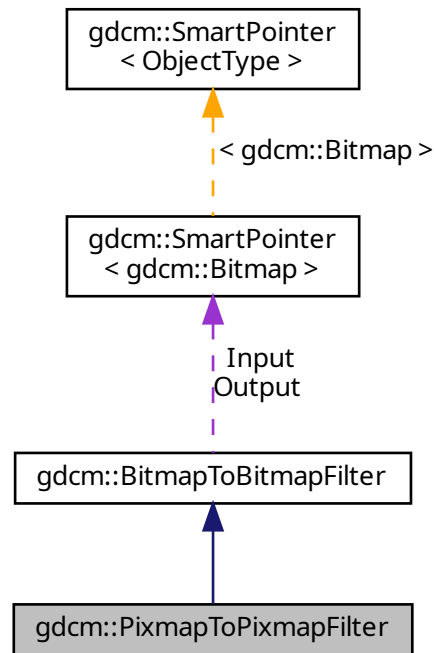 gdcm::SmartPointer
< ObjectType >
< gdcm::Bitmap >
gdcm::SmartPointer
< gdcm::Bitmap >
Input
Output
gdcm::BitmapToBitmapFilter
gdcm::PixmapToPixmapFilter